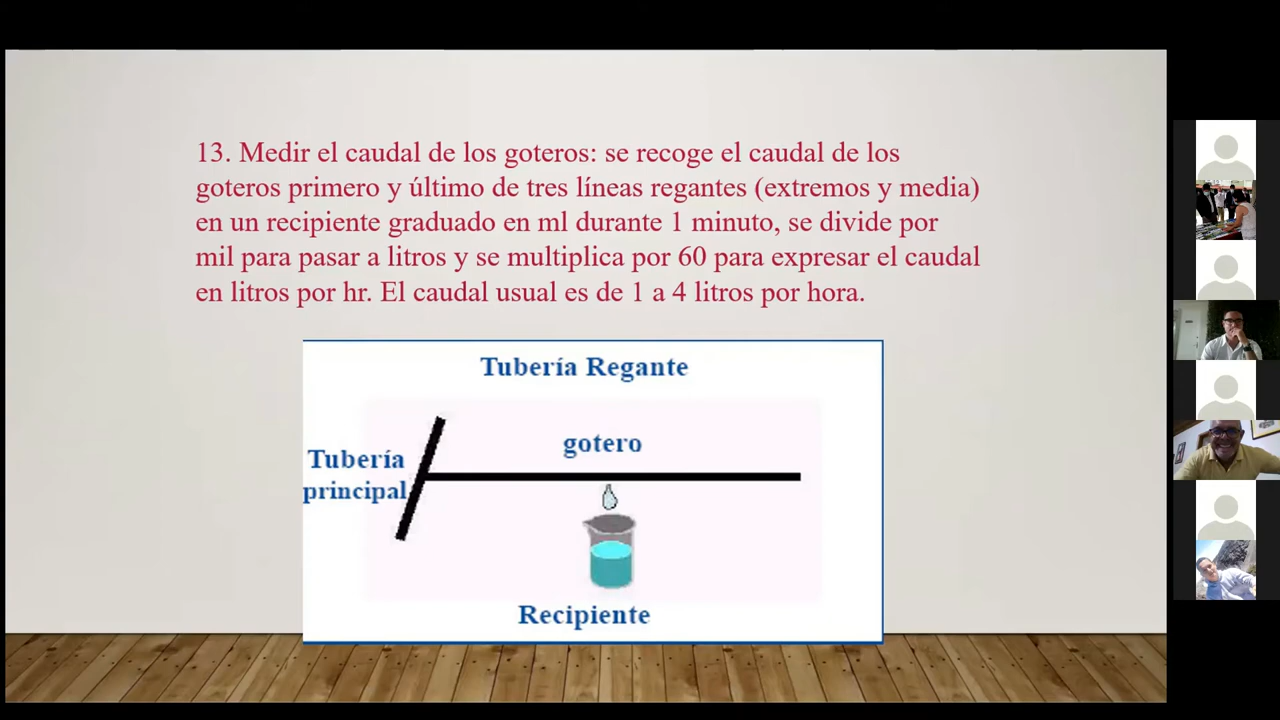 13. Medir el caudal de los goteros: se recoge el caudal de los
goteros primero y último de tres líneas regantes (extremos y media)
en un recipiente graduado en ml durante 1 minuto, se divide por
mil para pasar a litros y se multiplica por 60 para expresar el caudal
en litros por hr. El caudal usual es de 1 a 4 litros por hora.
Tubería Regante
gotero
Tubería
principal
Recipiente